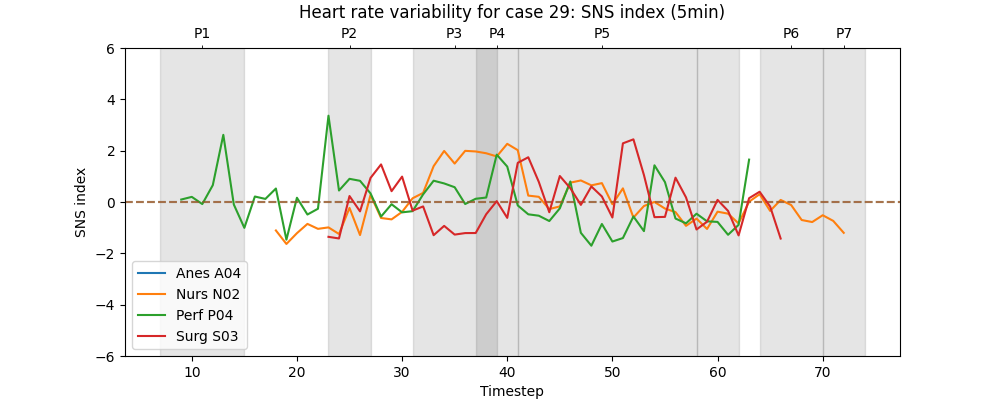 Heart rate variability for case 29: SNS index (5min)
P1 P2 P3 P4 P5 P6 P7
6
4
2
0
−2
−4
−6
SNS index
Anes A04
Nurs N02
Perf P04
Surg S03
10 20 30 40 50 60 70
Timestep